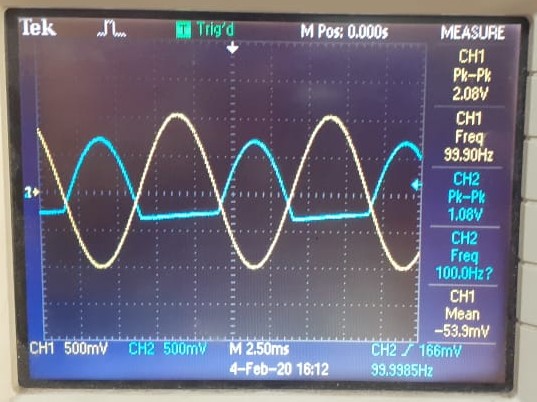 Tek T Trig'd M Pos: 0.000s MEASURE
CH1
Pk-Pk
2.08V
CH1
Freq
99.90Hz
CH2
Pk-Pk
1.08V
CH2
Freq
100.0Hz?
CH1
Mean
-53.9mV
CH1 500mV CH2 500mV M 2.50ms CH2 166mV
4-Feb-20 16:12 99.9985Hz